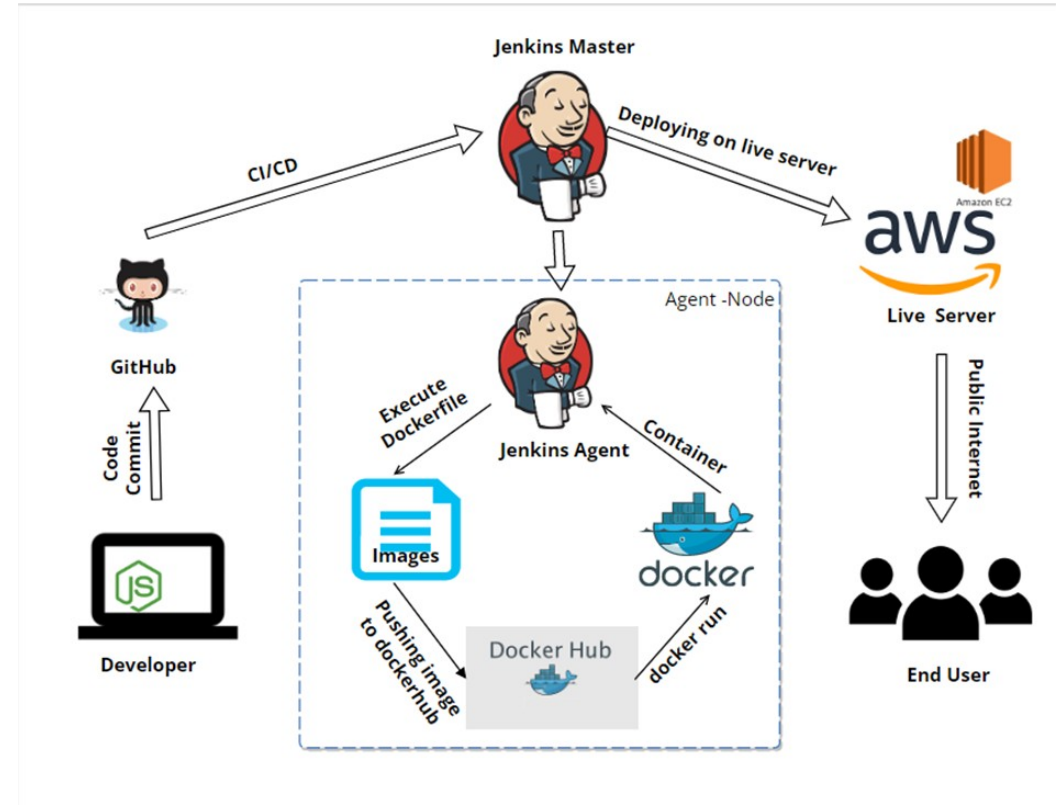 Jenkins Master
Deploying on live server
CI/CD
Amazon EC2
aws
Live Server
GitHub
Agent -Node
Code
Commit
Execute
Dockerfile
Jenkins Agent
Container
Public Internet
Images
docker
JS
Developer
Pushing image
to dockerhub
Docker Hub
docker run
End User